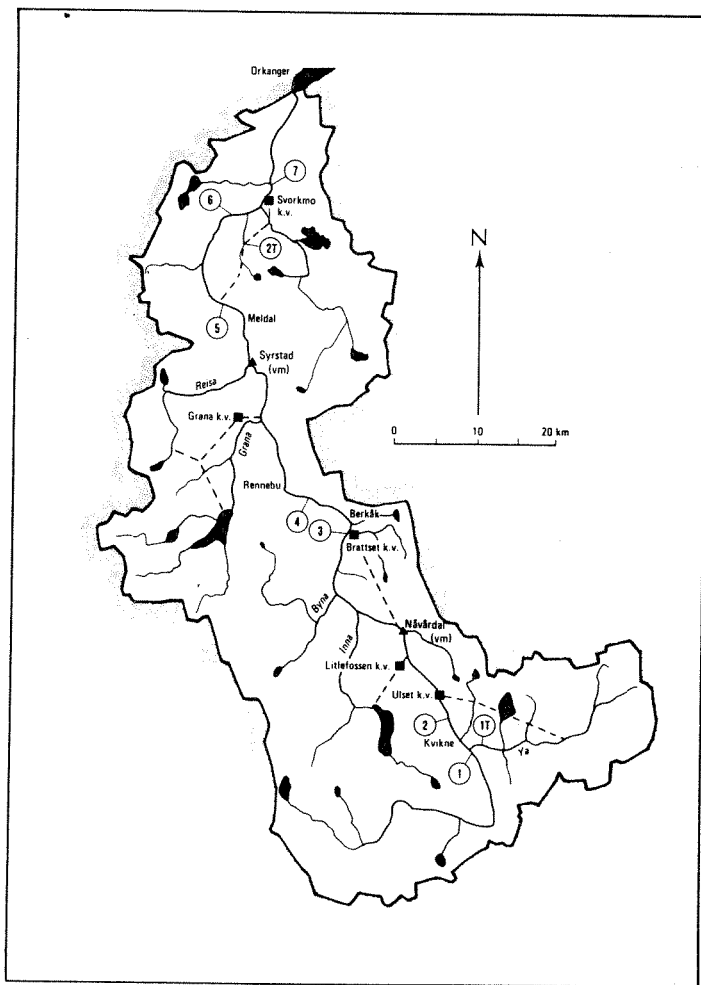 Orkanger
7
6
Svorkmo
k.v.
2T
N
5
Meldal
Syrstad
(vm)
Reisa
Grana k.v.
0 20 km
Grana
Rennebu
4
3
Berkåk
Brattset k.v.
Byna
Inna
Nåvårdal
(vm)
Litlefossen k.v.
Ulset k.v.
2
1T
Kvikne
Ya
1